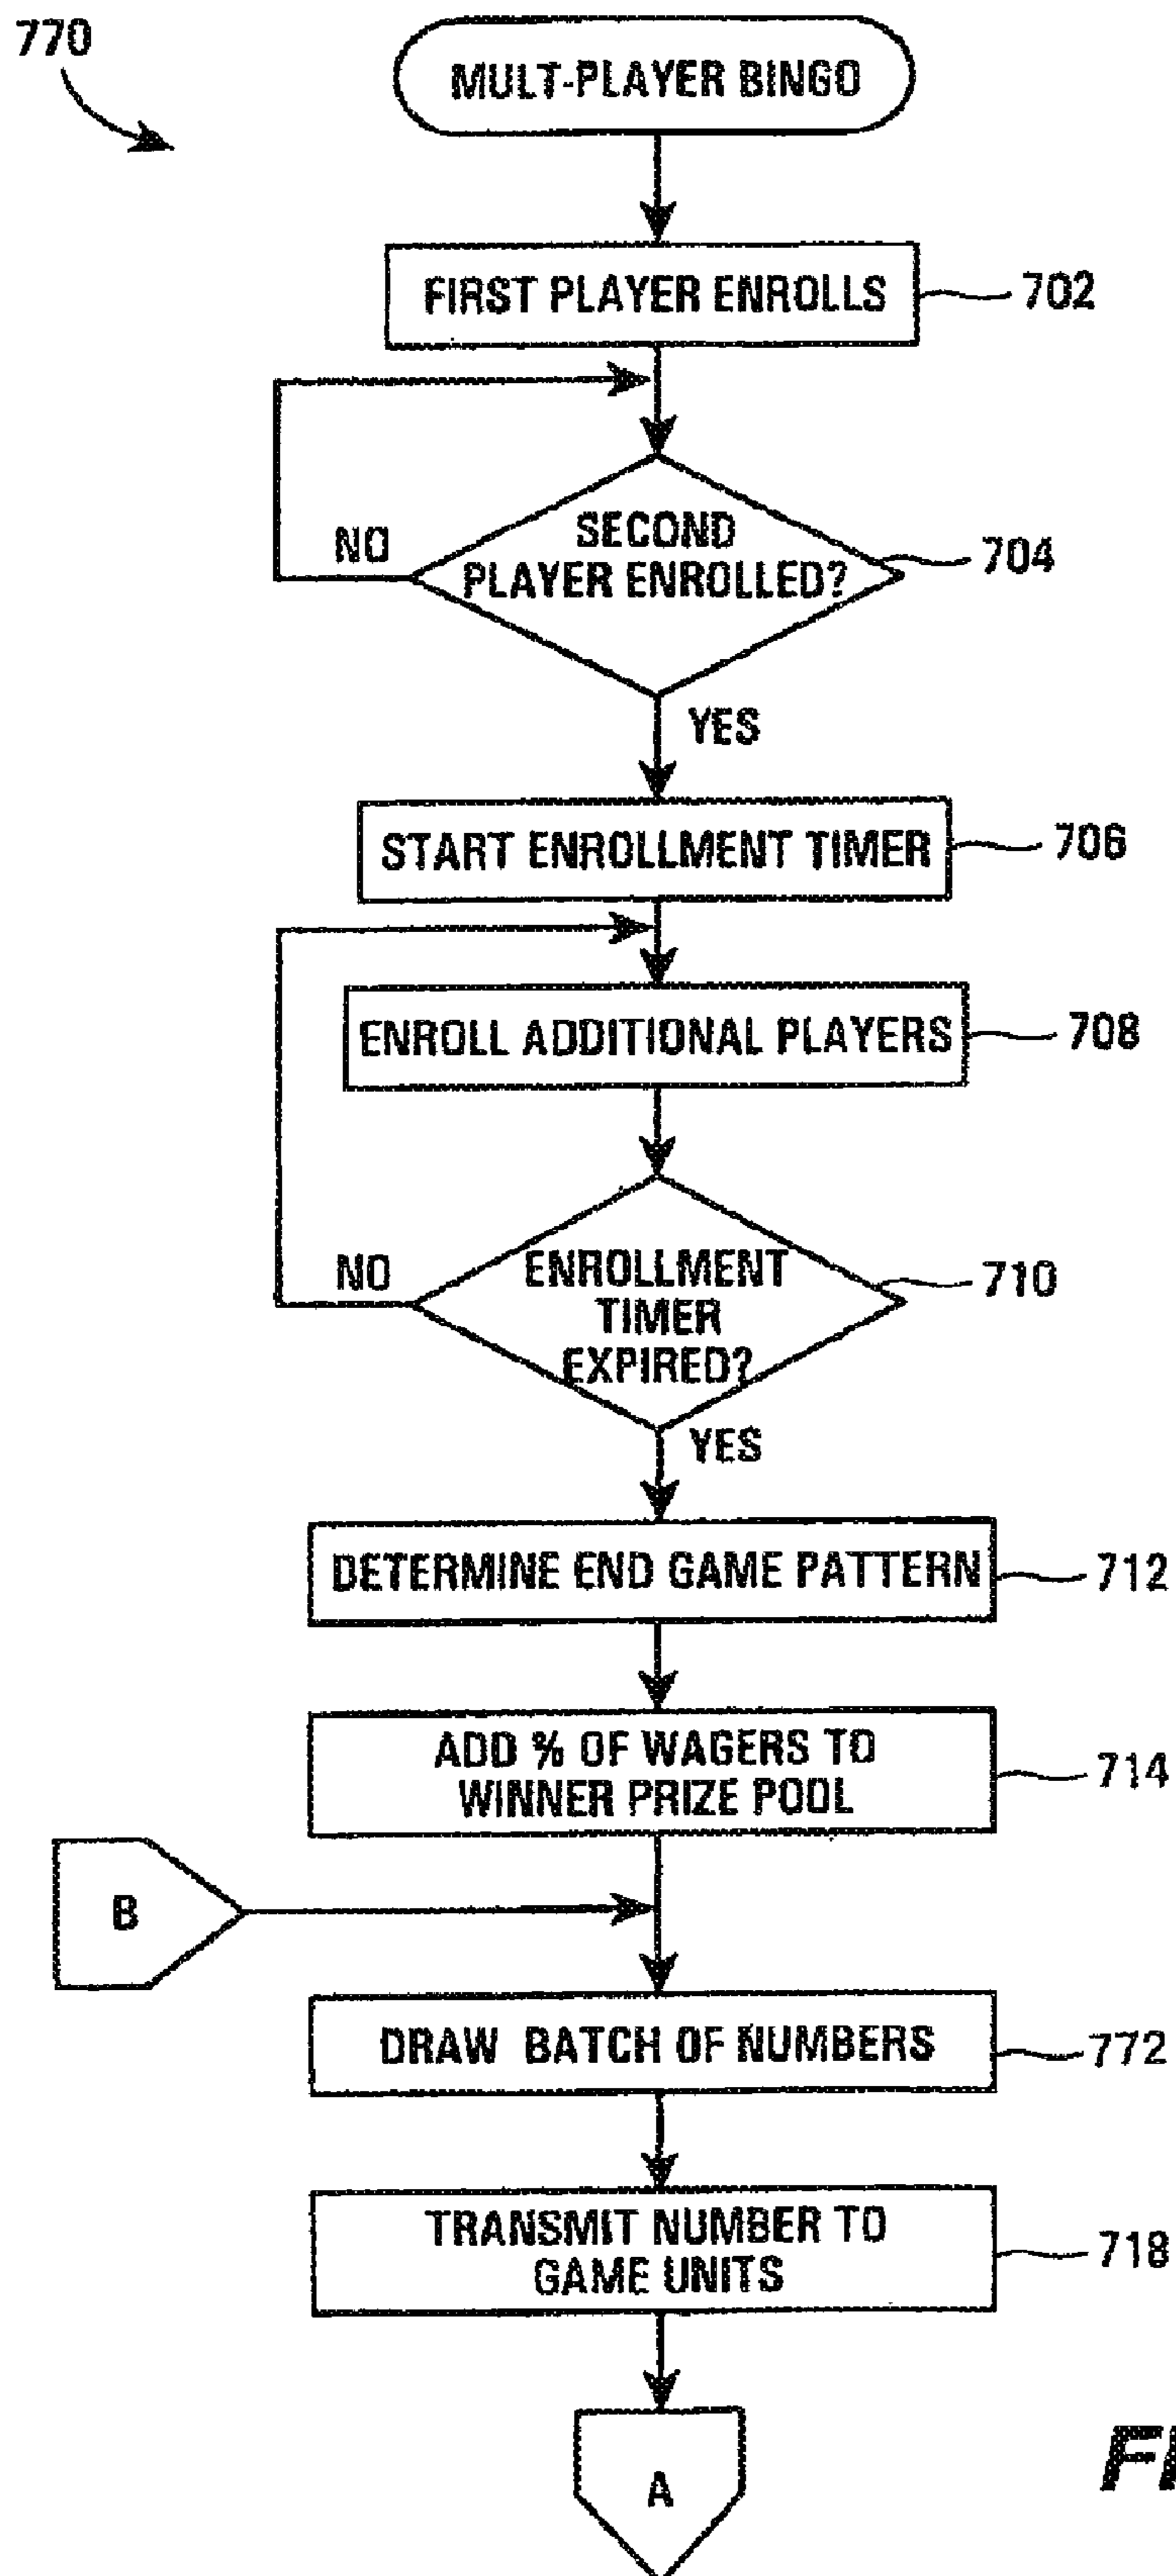 770
MULT-PLAYER BINGO
FIRST PLAYER ENROLLS
702
SECOND
PLAYER ENROLLED?
704
NO
YES
START ENROLLMENT TIMER
706
ENROLL ADDITIONAL PLAYERS
708
ENROLLMENT
TIMER
EXPIRED?
710
NO
YES
DETERMINE END GAME PATTERN
712
ADD % OF WAGERS TO
WINNER PRIZE POOL
714
B
DRAW BATCH OF NUMBERS
772
TRANSMIT NUMBER TO
GAME UNITS
718
A